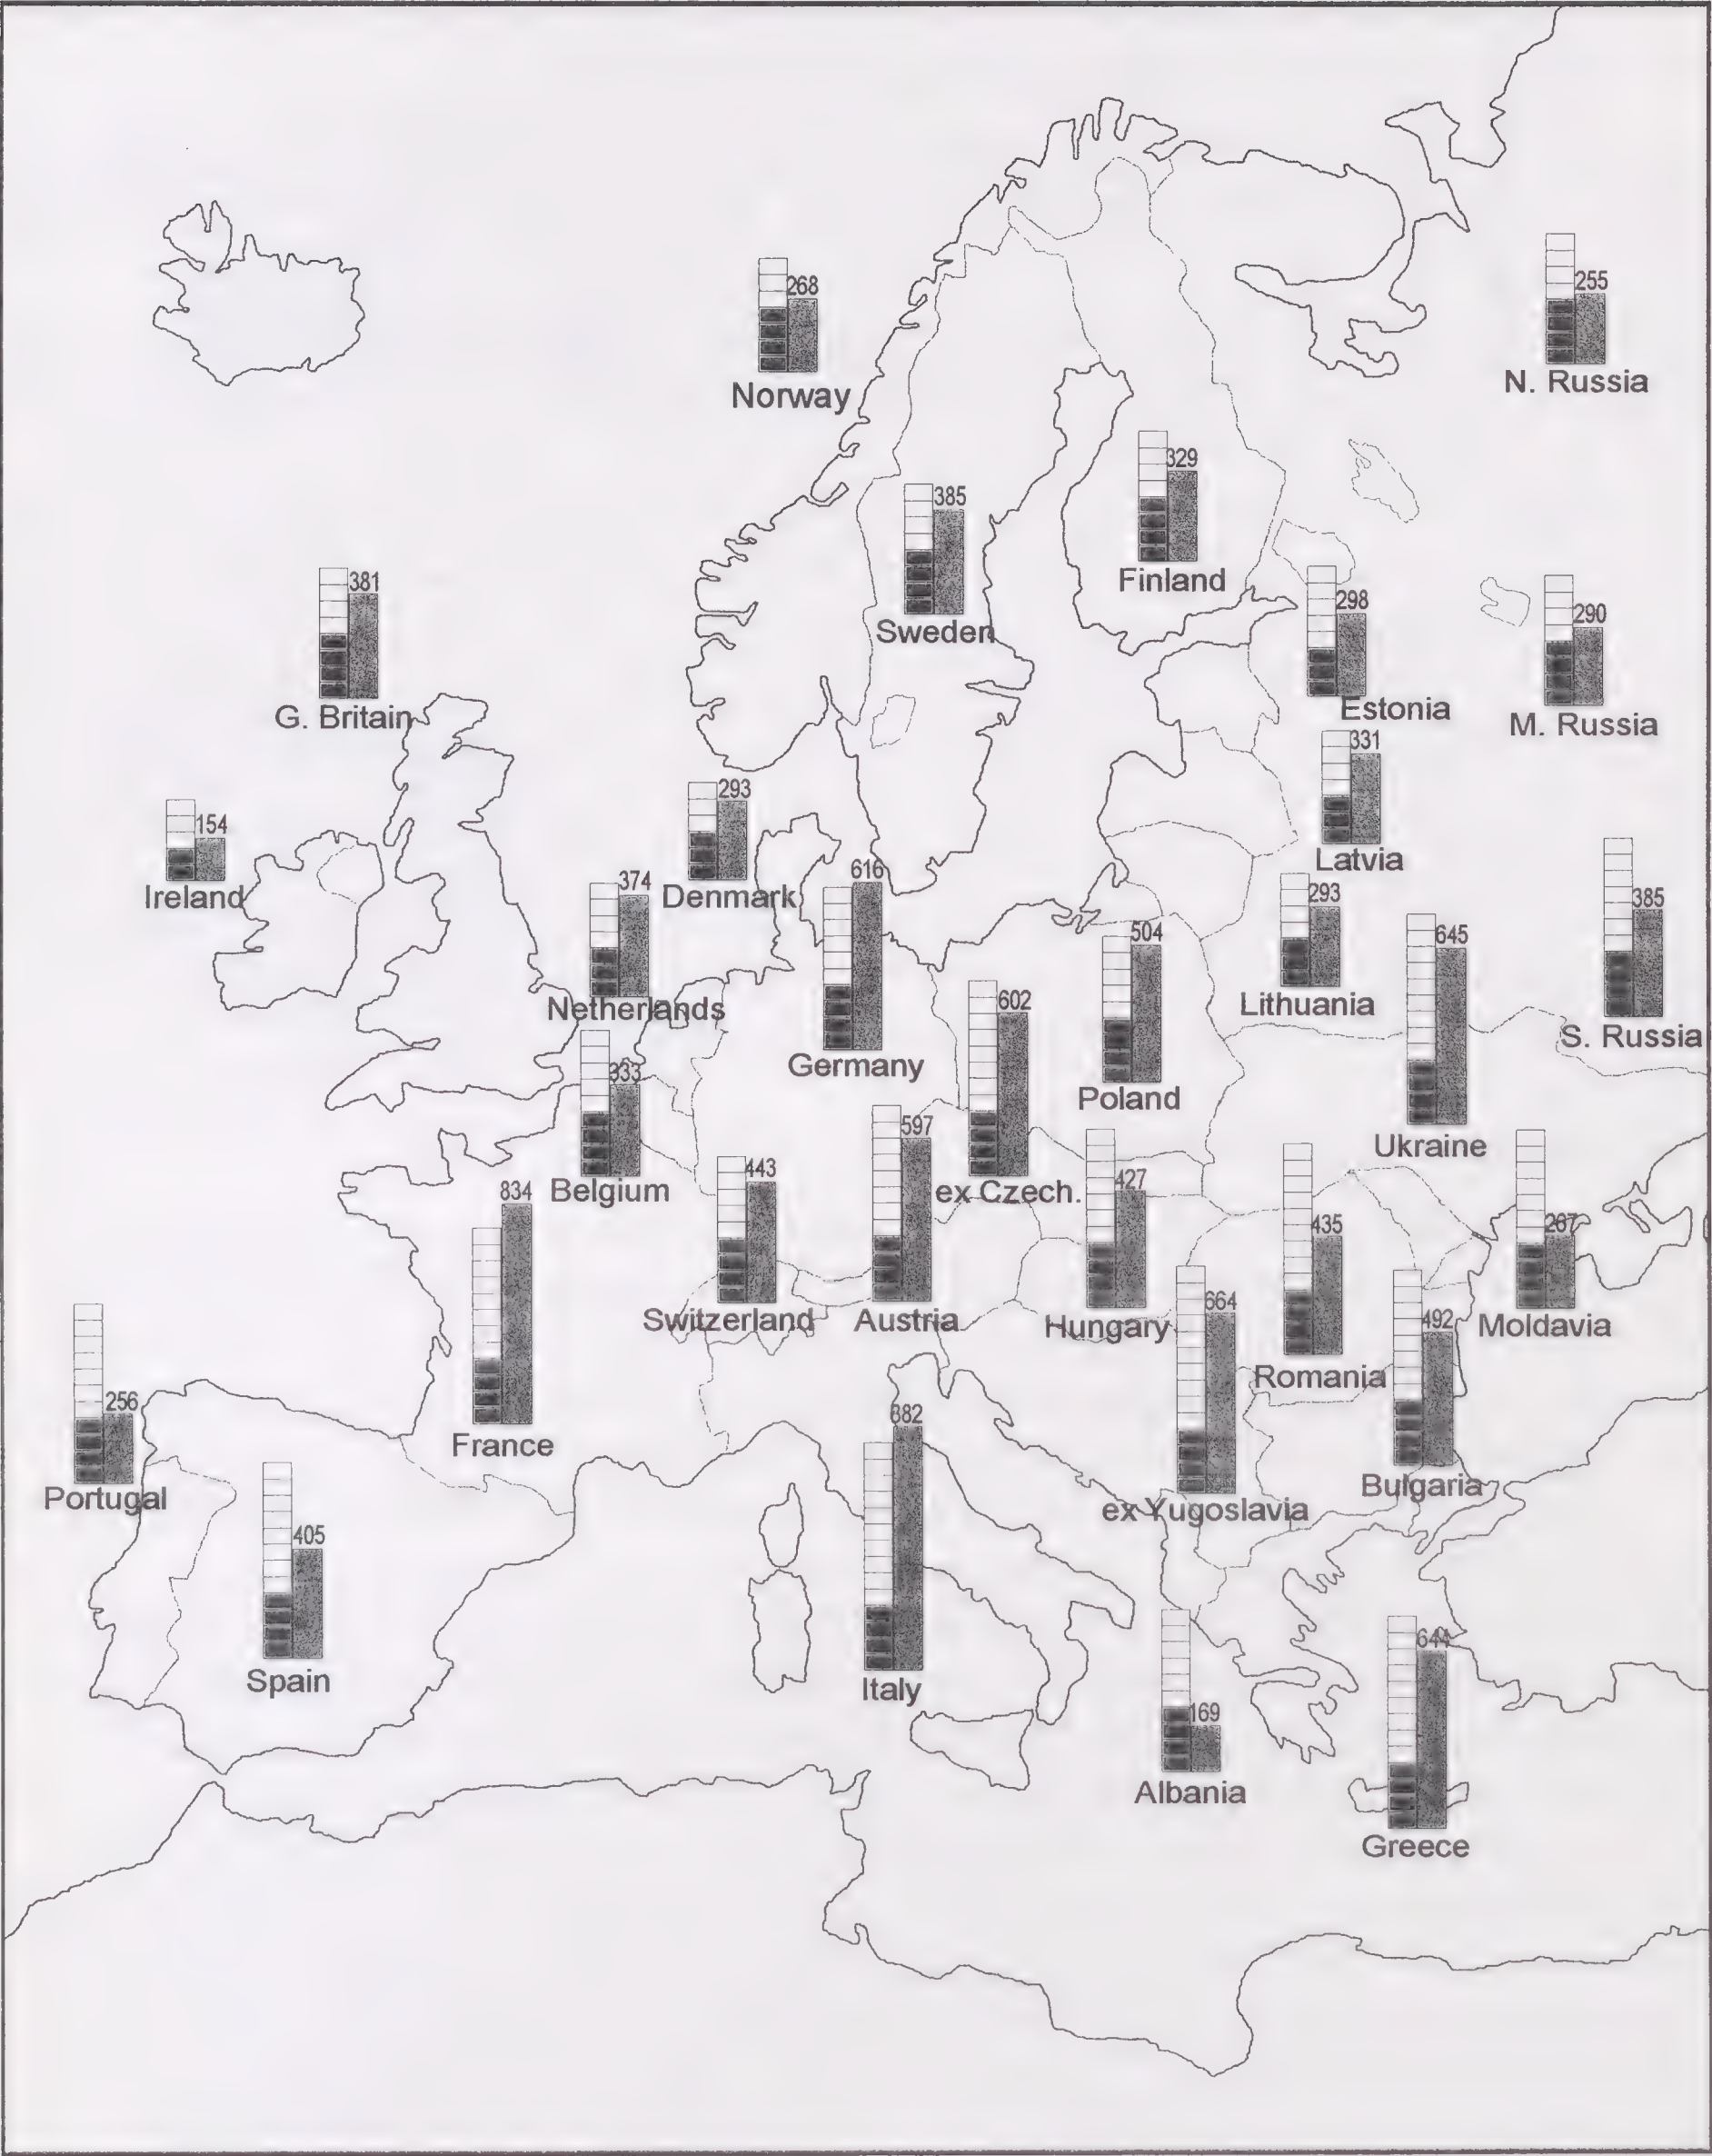 268
Norway
255
N. Russia
329
Finland
385
Sweden
381
G. Britain
298
Estonia
290
M. Russia
331
Latvia
154
Ireland
293
Denmark
374
Netherlands
616
Germany
504
Poland
293
Lithuania
645
Ukraine
385
S. Russia
602
ex Czech.
333
Belgium
597
Austria
443
Switzerland
427
Hungary
435
Romania
267
Moldavia
834
France
664
ex Yugoslavia
492
Bulgaria
256
Portugal
405
Spain
882
Italy
169
Albania
644
Greece